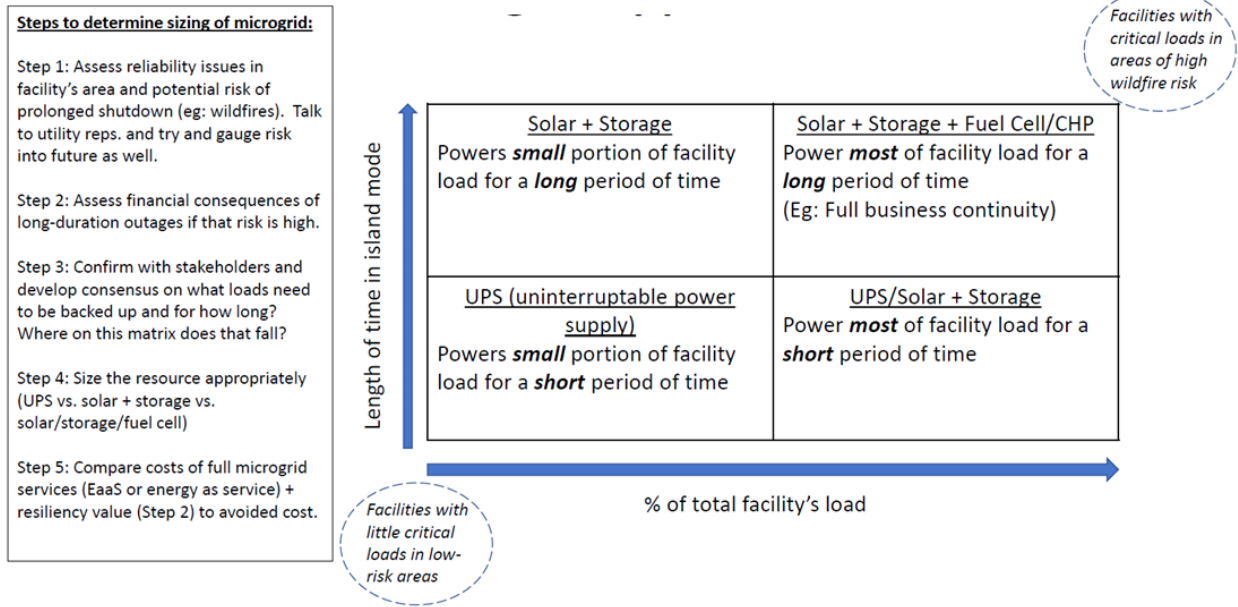 Steps to determine sizing of microgrid:
Step 1: Assess reliability issues in
facility's area and potential risk of
prolonged shutdown (eg: wildfires).  Talk
to utility reps. and try and gauge risk
into future as well.
Step 2: Assess financial consequences of
long-duration outages if that risk is high.
Step 3: Confirm with stakeholders and
develop consensus on what loads need
to be backed up and for how long?
Where on this matrix does that fall?
Step 4: Size the resource appropriately
(UPS vs. solar + storage vs.
solar/storage/fuel cell)
Step 5: Compare costs of full microgrid
services (EaaS or energy as service) +
resiliency value (Step 2) to avoided cost.
Facilities with
critical loads in
areas of high
wildfire risk
Length of time in island mode
Solar + Storage
Powers small portion of facility
load for a long period of time
Solar + Storage + Fuel Cell/CHP
Power most of facility load for a
long period of time
(Eg: Full business continuity)
UPS (uninterruptable power
supply)
Powers small portion of facility
load for a short period of time
UPS/Solar + Storage
Power most of facility load for a
short period of time
% of total facility's load
Facilities with
little critical
loads in low-
risk areas